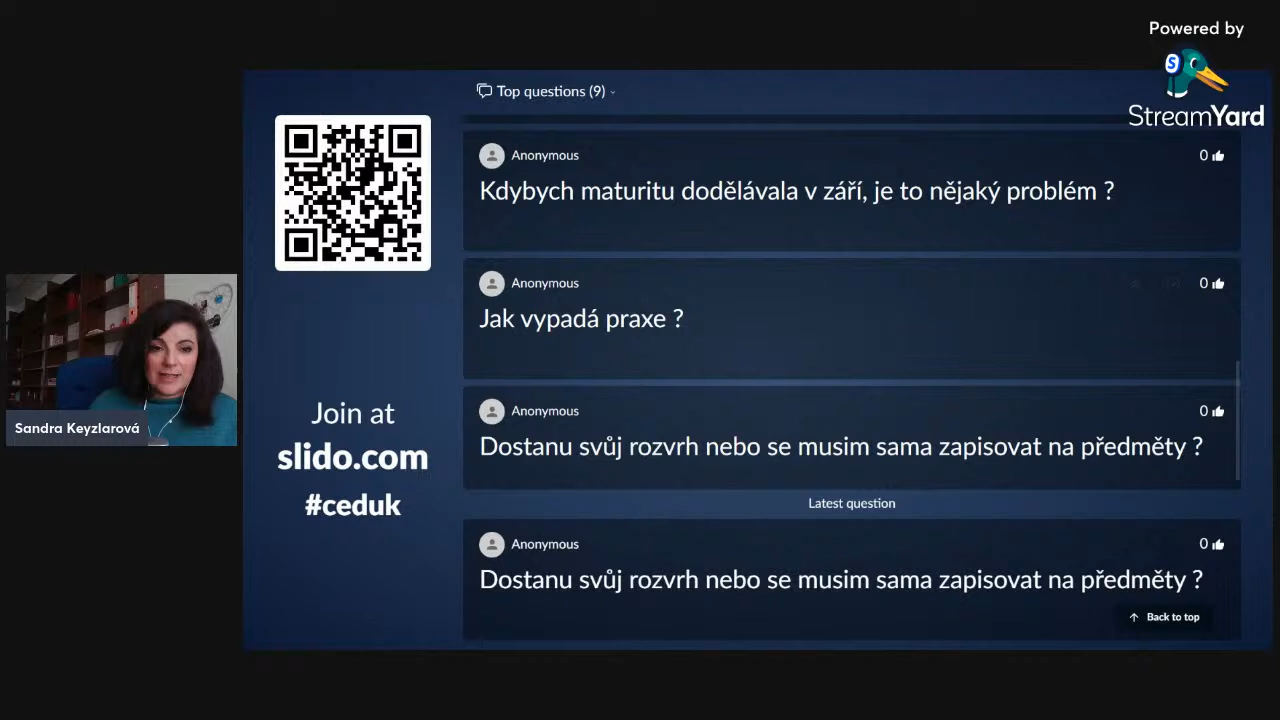 Powered by
StreamYard
Top questions (9)
Anonymous
0
Kdybych maturitu dodělávala v září, je to nějaký problém ?
Anonymous
0
Jak vypadá praxe ?
Anonymous
0
Dostanu svůj rozvrh nebo se musim sama zapisovat na předměty ?
Latest question
Anonymous
0
Dostanu svůj rozvrh nebo se musim sama zapisovat na předměty ?
Back to top
Join at
slido.com
#ceduk
Sandra Keyzlarová